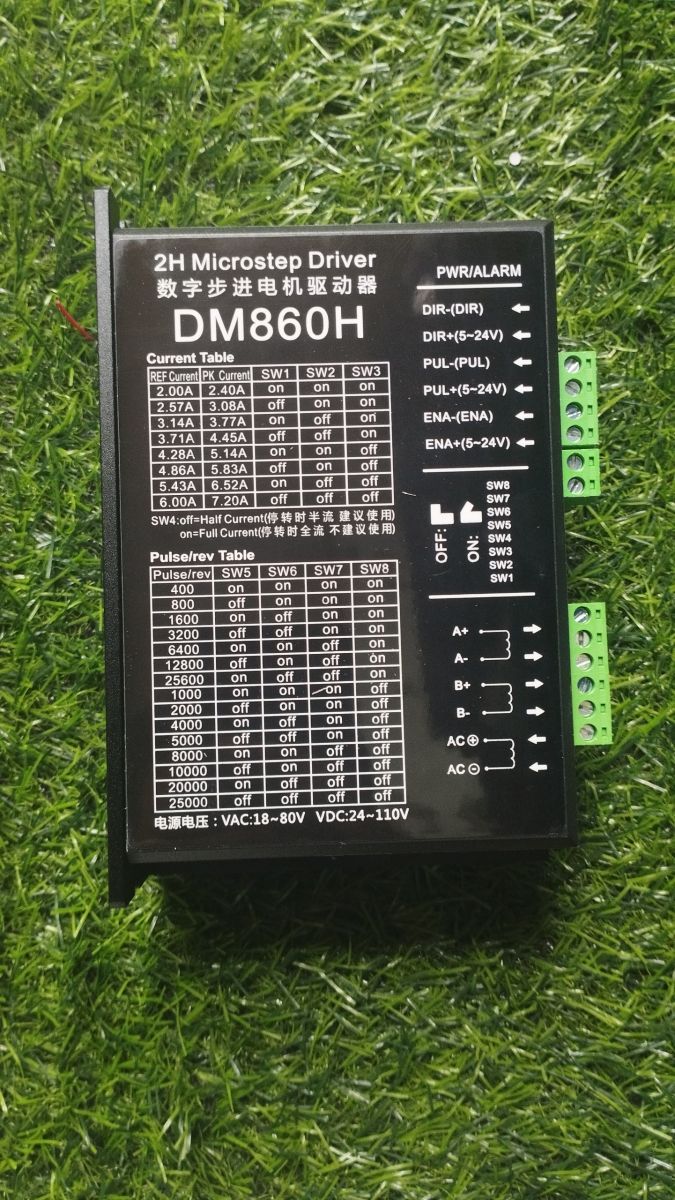 2H Microstep Driver
数字步进电机驱动器
DM860H
Current Table
REF Current PK Current SW1 SW2 SW3
2.00A 2.40A on on on
2.57A 3.08A off on on
3.14A 3.77A on off on
3.71A 4.45A off off on
4.28A 5.14A on on off
4.86A 5.83A off on off
5.43A 6.52A on off off
6.00A 7.20A off off off
SW4:off=Half Current(停转时半流 建议使用)
on=Full Current(停转时全流 不建议使用)
Pulse/rev Table
Pulse/rev SW5 SW6 SW7 SW8
400 on on on on
800 off on on on
1600 on off on on
3200 off off on on
6400 on on off on
12800 off on off on
25600 on off off on
1000 on on on off
2000 off on on off
4000 on off on off
5000 off off on off
8000 on on off off
10000 off on off off
20000 on off off off
25000 off off off off
电源电压：VAC:18~80V VDC:24~110V
PWR/ALARM
DIR-(DIR)
DIR+(5~24V)
PUL-(PUL)
PUL+(5~24V)
ENA-(ENA)
ENA+(5~24V)
OFF:
ON:
SW8
SW7
SW6
SW5
SW4
SW3
SW2
SW1
A+
A-
B+
B-
AC⊕
AC⊖